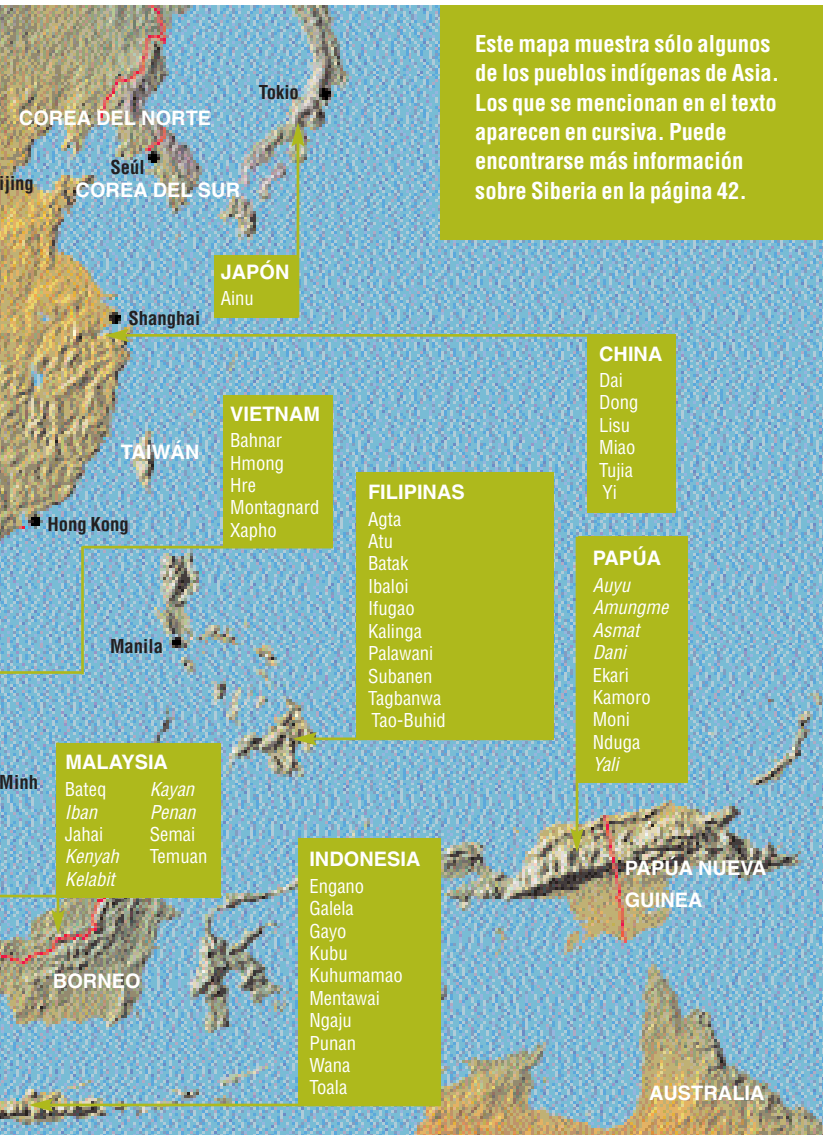 Este mapa muestra sólo algunos
de los pueblos indígenas de Asia.
Los que se mencionan en el texto
aparecen en cursiva. Puede
encontrarse más información
sobre Siberia en la página 42.
Tokio
COREA DEL NORTE
Seúl
ijing
COREA DEL SUR
JAPÓN
Ainu
Shanghai
CHINA
Dai
Dong
Lisu
Miao
Tujia
Yi
VIETNAM
Bahnar
Hmong
Hre
Montagnard
Xapho
TAIWÁN
Hong Kong
FILIPINAS
Agta
Atu
Batak
Ibaloi
Ifugao
Kalinga
Palawani
Subanen
Tagbanwa
Tao-Buhid
PAPÚA
Auyu
Amungme
Asmat
Dani
Ekari
Kamoro
Moni
Nduga
Yali
Manila
Minh
MALAYSIA
Bateq Kayan
Iban Penan
Jahai Semai
Kenyah Temuan
Kelabit
INDONESIA
Engano
Galela
Gayo
Kubu
Kuhumamao
Mentawai
Ngaju
Punan
Wana
Toala
PAPÚA NUEVA
GUINEA
BORNEO
AUSTRALIA